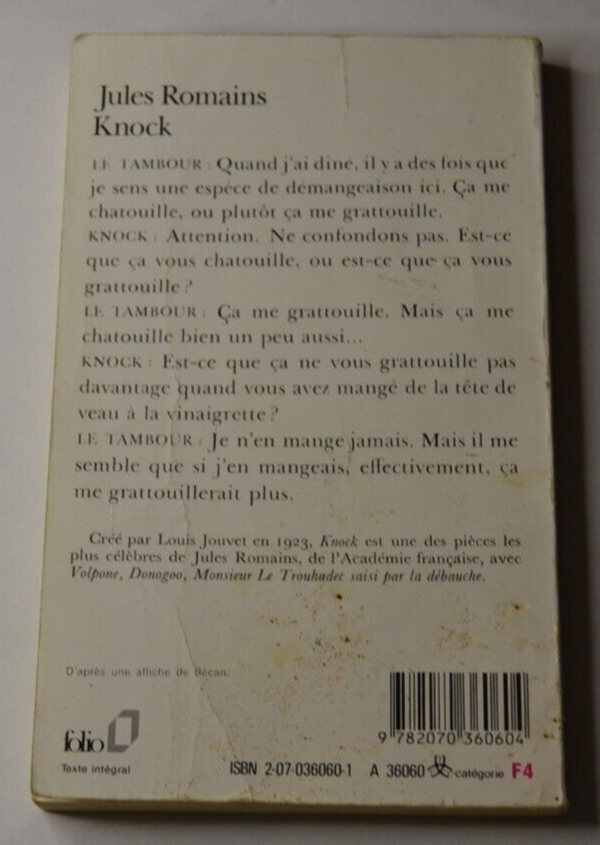 Jules Romains
Knock
LE TAMBOUR : Quand j'ai dîné, il y a des fois que
je sens une espèce de démangeaison ici. Ça me
chatouille, ou plutôt ça me grattouille.
KNOCK : Attention. Ne confondons pas. Est-ce
que ça vous chatouille, ou est-ce que ça vous
grattouille ?
LE TAMBOUR : Ça me grattouille. Mais ça me
chatouille bien un peu aussi...
KNOCK : Est-ce que ça ne vous grattouille pas
davantage quand vous avez mangé de la tête de
veau à la vinaigrette ?
LE TAMBOUR : Je n'en mange jamais. Mais il me
semble que si j'en mangeais, effectivement, ça
me grattouillerait plus.
Créé par Louis Jouvet en 1923, Knock est une des pièces les
plus célèbres de Jules Romains, de l'Académie française, avec
Volpone, Donogoo, Monsieur Le Trouhadec saisi par la débauche.
D'après une affiche de Bécan.
9 782070 360604
folio
Texte intégral
ISBN 2-07-036060-1 A 36060 catégorie F4